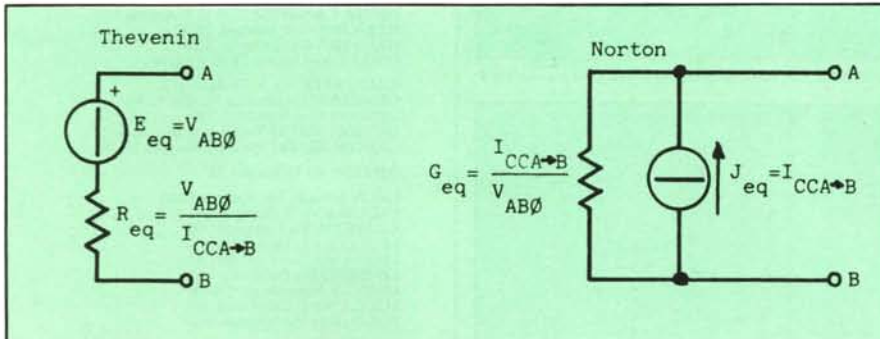 Thevenin
A
+
E eq = V ABØ
R eq = V ABØ / I CCA→B
B
Norton
A
G eq = I CCA→B / V ABØ
J eq = I CCA→B
B